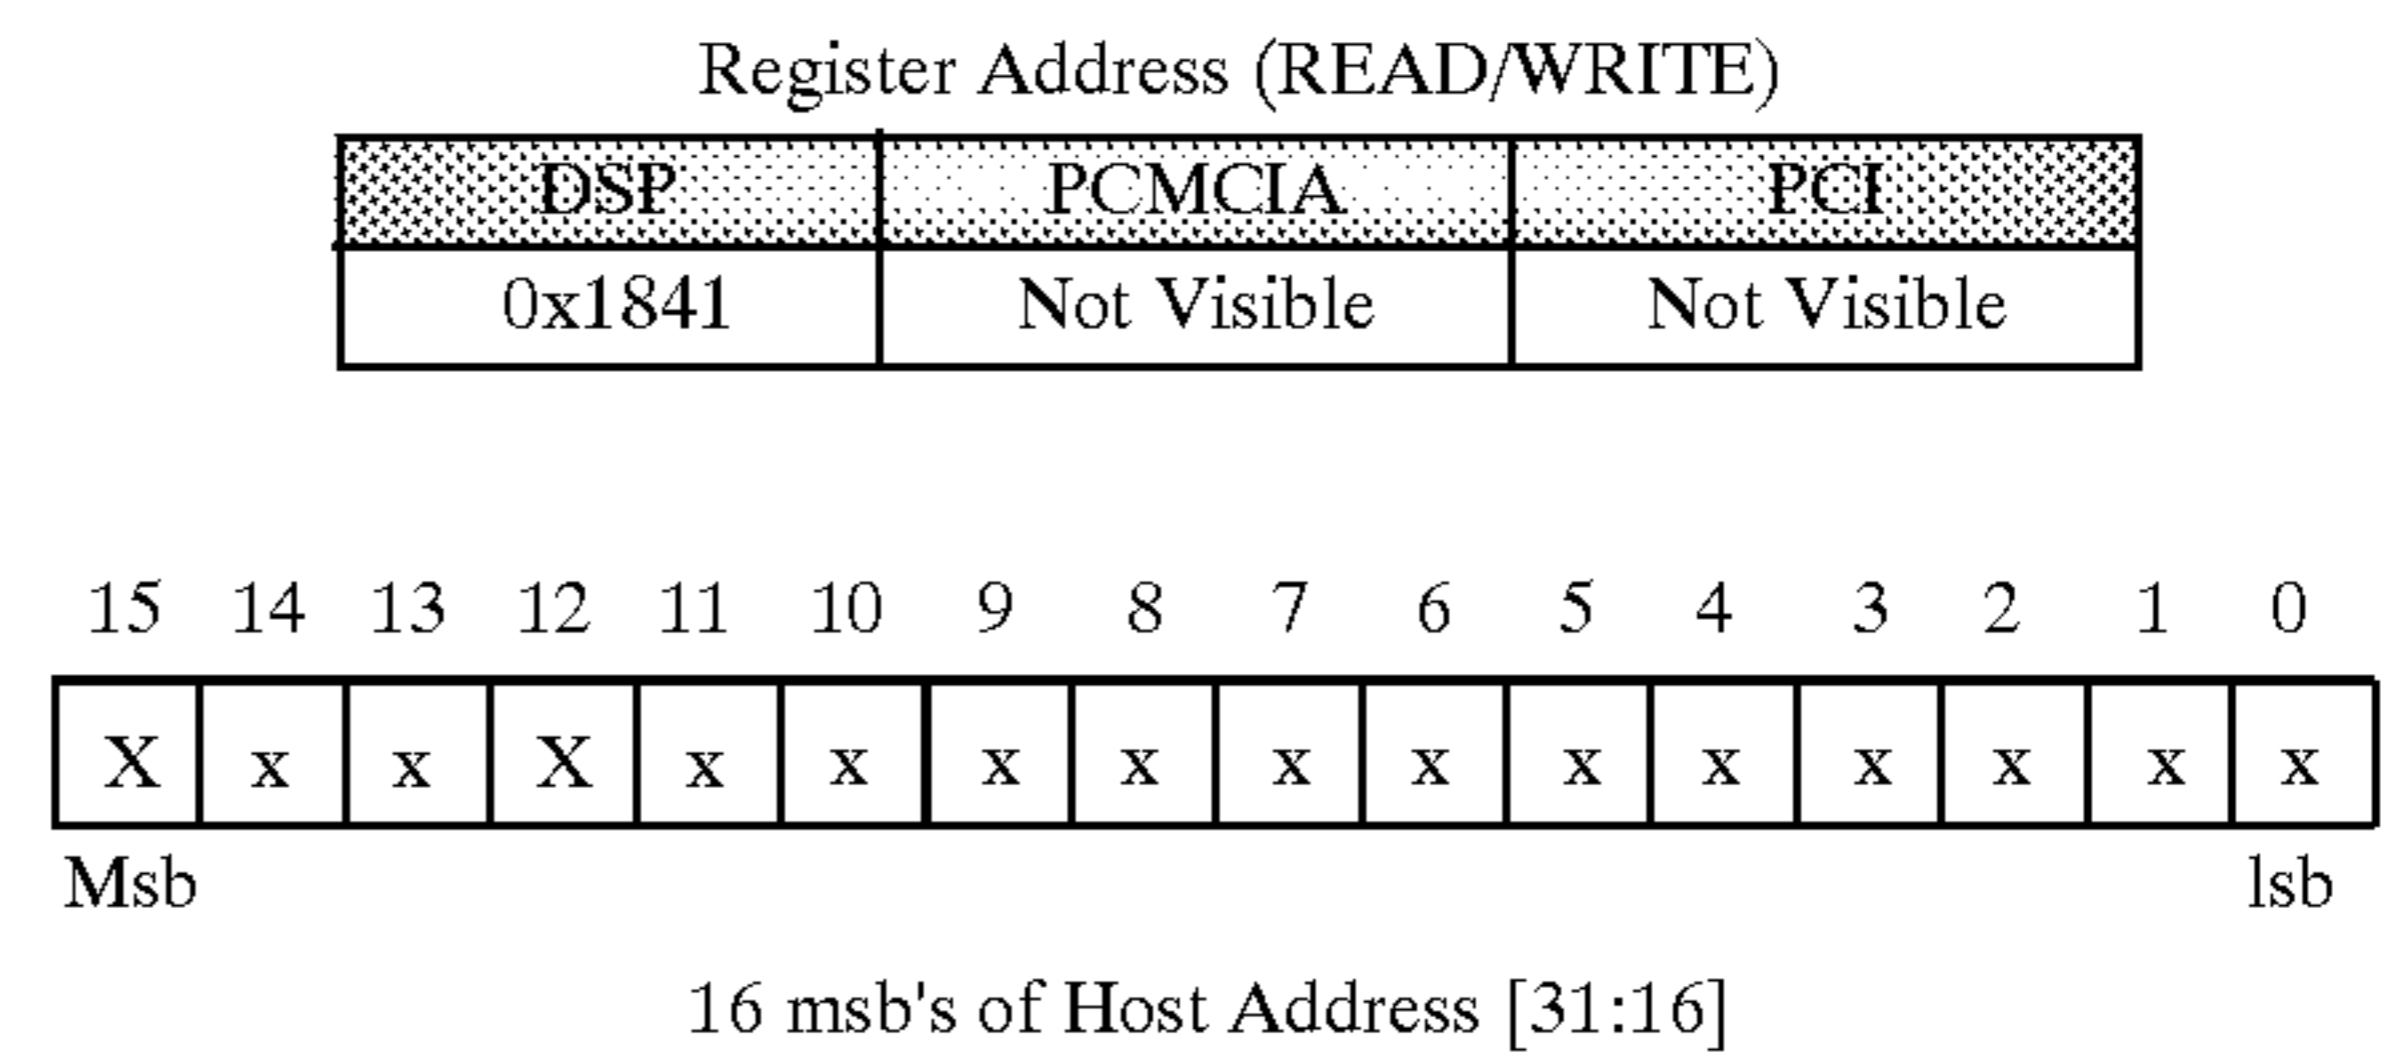 Register Address (READ/WRITE)
DSP PCMCIA PCI
0x1841 Not Visible Not Visible
15 14 13 12 11 10 9 8 7 6 5 4 3 2 1 0
X x x X x x x x x x x x x x x x
Msb lsb
16 msb's of Host Address [31:16]